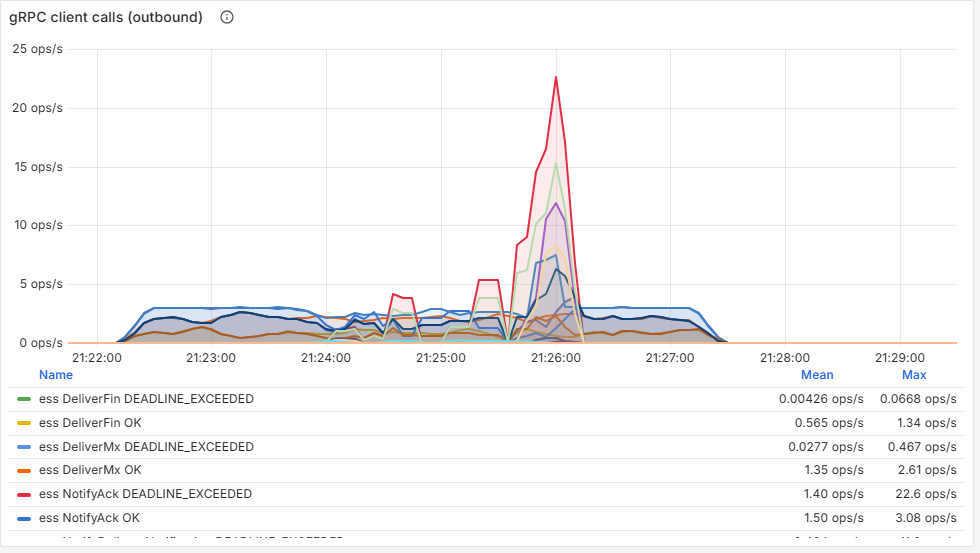 gRPC client calls (outbound)
25 ops/s
20 ops/s
15 ops/s
10 ops/s
5 ops/s
0 ops/s
21:22:00 21:23:00 21:24:00 21:25:00 21:26:00 21:27:00 21:28:00 21:29:00
Name Mean Max
ess DeliverFin DEADLINE_EXCEEDED 0.00426 ops/s 0.0668 ops/s
ess DeliverFin OK 0.565 ops/s 1.34 ops/s
ess DeliverMx DEADLINE_EXCEEDED 0.0277 ops/s 0.467 ops/s
ess DeliverMx OK 1.35 ops/s 2.61 ops/s
ess NotifyAck DEADLINE_EXCEEDED 1.40 ops/s 22.6 ops/s
ess NotifyAck OK 1.50 ops/s 3.08 ops/s